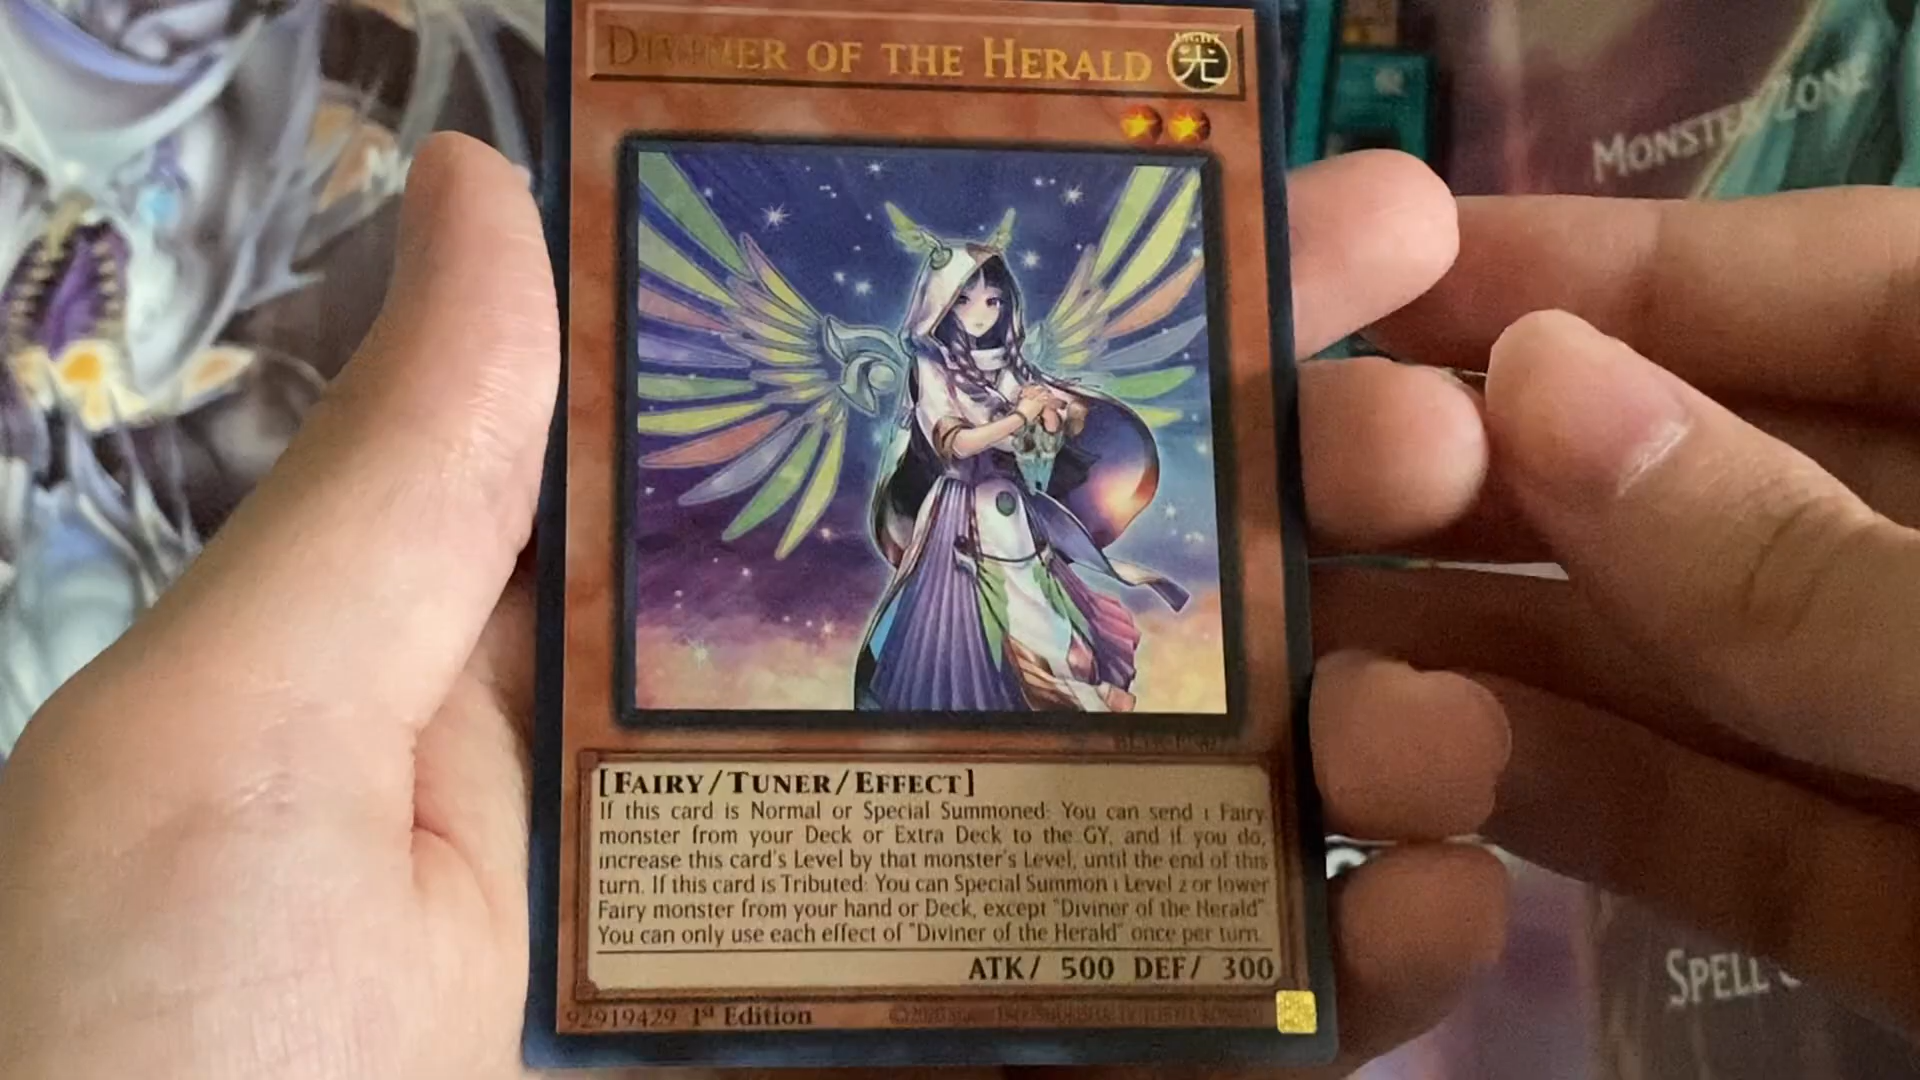 DIVINER OF THE HERALD
LIGHT
光
MONSTER ZONE
[FAIRY/TUNER/EFFECT]
If this card is Normal or Special Summoned: You can send 1 Fairy
monster from your Deck or Extra Deck to the GY, and if you do,
increase this card's Level by that monster's Level, until the end of this
turn. If this card is Tributed: You can Special Summon 1 Level 2 or lower
Fairy monster from your hand or Deck, except "Diviner of the Herald".
You can only use each effect of "Diviner of the Herald" once per turn.
ATK/ 500 DEF/ 300
SPELL
92919429 1st Edition